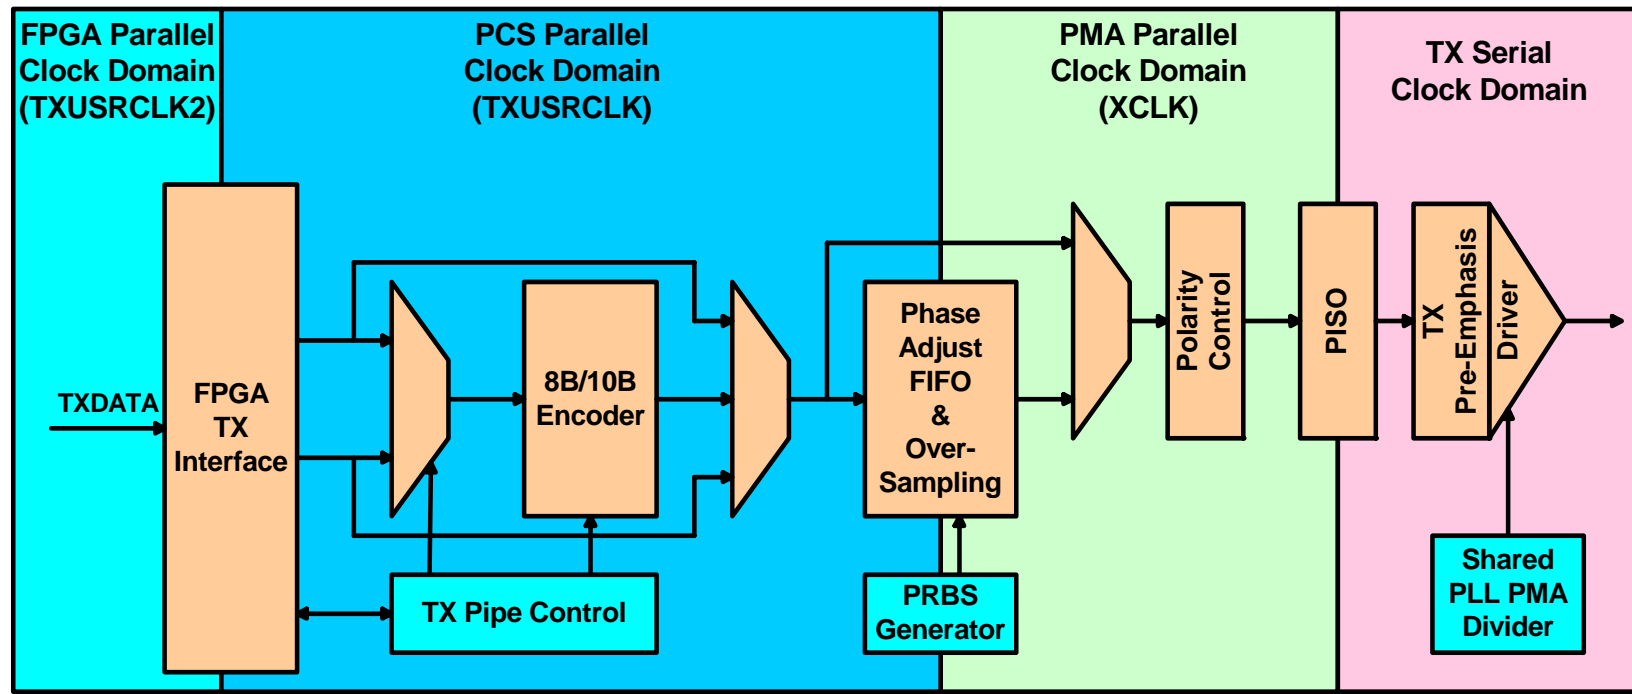 FPGA Parallel
Clock Domain
(TXUSRCLK2)
PCS Parallel
Clock Domain
(TXUSRCLK)
PMA Parallel
Clock Domain
(XCLK)
TX Serial
Clock Domain
TXDATA
FPGA
TX
Interface
8B/10B
Encoder
Phase
Adjust
FIFO
&
Over-
Sampling
Polarity
Control
PISO
TX
Pre-Emphasis
Driver
TX Pipe Control
PRBS
Generator
Shared
PLL PMA
Divider